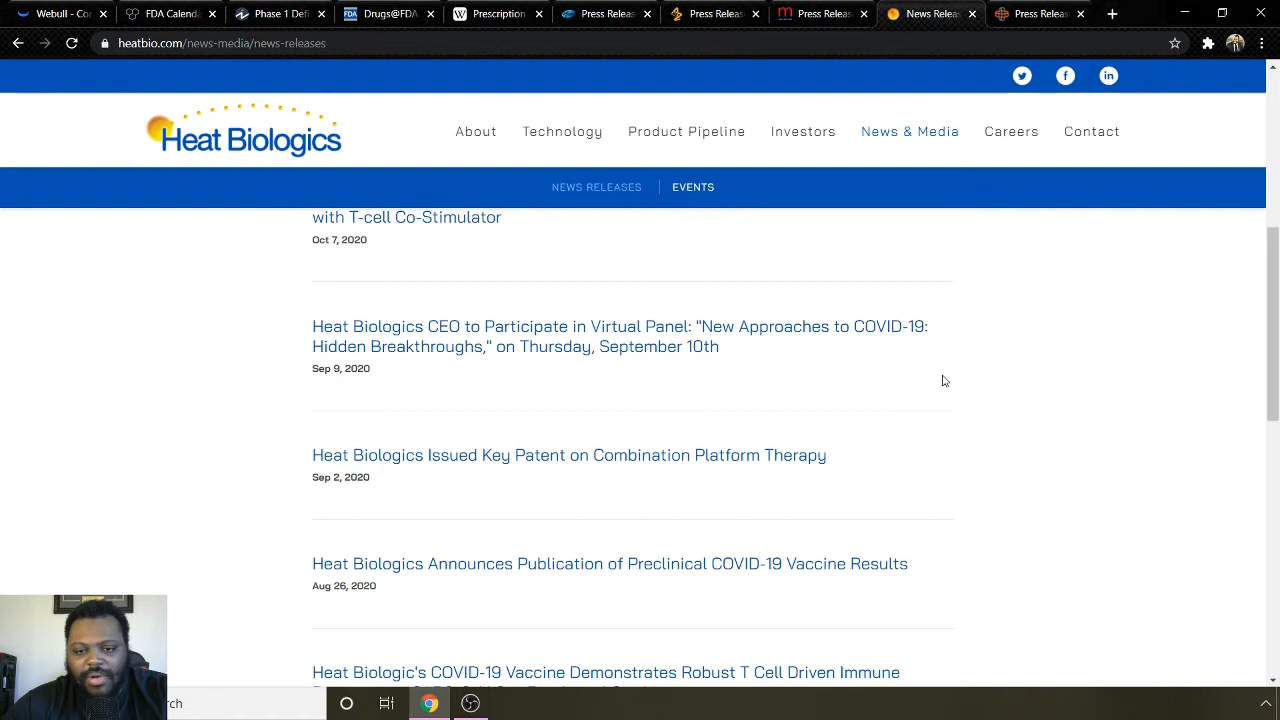 Webull - Co
FDA Calenda
Phase 1 Defi
FDA
Drugs@FDA
W
Prescription
Press Releas
Press Releas
m
Press Releas
News Relea
Press Releas
heatbio.com/news-media/news-releases
in
Heat Biologics
About
Technology
Product Pipeline
Investors
News & Media
Careers
Contact
NEWS RELEASES
EVENTS
with T-cell Co-Stimulator
Oct 7, 2020
Heat Biologics CEO to Participate in Virtual Panel: "New Approaches to COVID-19:
Hidden Breakthroughs," on Thursday, September 10th
Sep 9, 2020
Heat Biologics Issued Key Patent on Combination Platform Therapy
Sep 2, 2020
Heat Biologics Announces Publication of Preclinical COVID-19 Vaccine Results
Aug 26, 2020
Heat Biologic's COVID-19 Vaccine Demonstrates Robust T Cell Driven Immune
rch